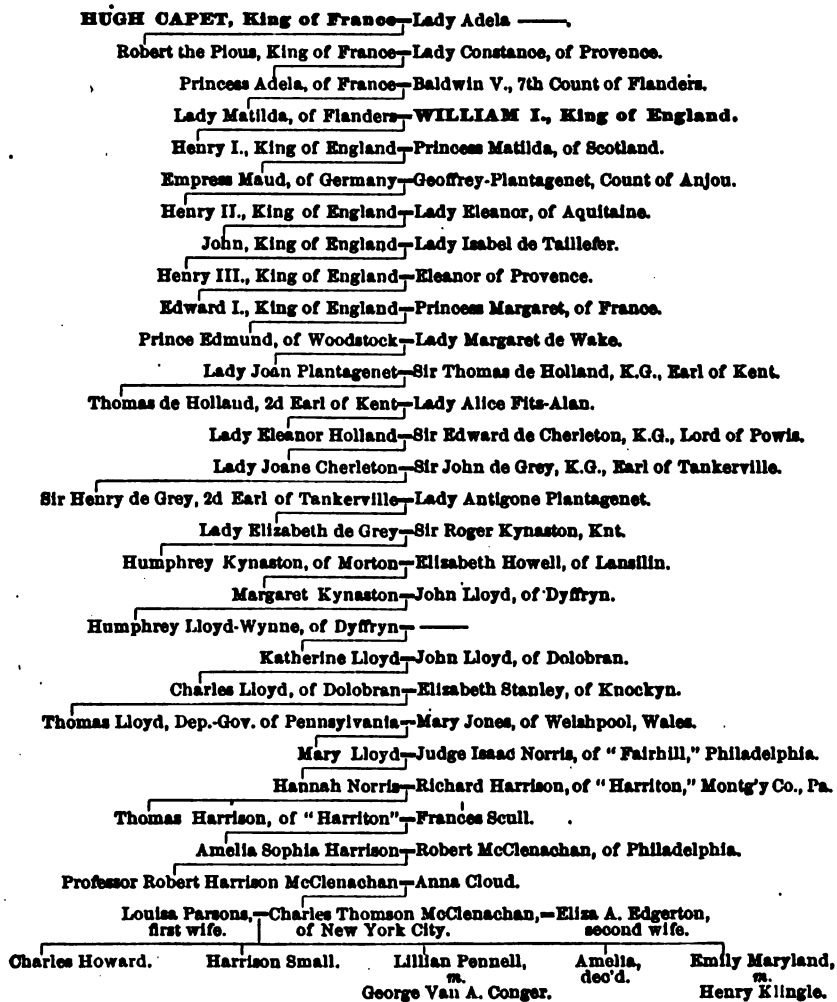 HUGH CAPET, King of France Lady Adela ——.
Robert the Pious, King of France Lady Constance, of Provence.
Princess Adela, of France Baldwin V., 7th Count of Flanders.
Lady Matilda, of Flanders WILLIAM I., King of England.
Henry I., King of England Princess Matilda, of Scotland.
Empress Maud, of Germany Geoffrey-Plantagenet, Count of Anjou.
Henry II., King of England Lady Eleanor, of Aquitaine.
John, King of England Lady Isabel de Taillefer.
Henry III., King of England Eleanor of Provence.
Edward I., King of England Princess Margaret, of France.
Prince Edmund, of Woodstock Lady Margaret de Wake.
Lady Joan Plantagenet Sir Thomas de Holland, K.G., Earl of Kent.
Thomas de Holland, 2d Earl of Kent Lady Alice Fits-Alan.
Lady Eleanor Holland Sir Edward de Cherleton, K.G., Lord of Powis.
Lady Joane Cherleton Sir John de Grey, K.G., Earl of Tankerville.
Sir Henry de Grey, 2d Earl of Tankerville Lady Antigone Plantagenet.
Lady Elizabeth de Grey Sir Roger Kynaston, Knt.
Humphrey Kynaston, of Morton Elisabeth Howell, of Lansilin.
Margaret Kynaston John Lloyd, of Dyffryn.
Humphrey Lloyd-Wynne, of Dyffryn ——
Katherine Lloyd John Lloyd, of Dolobran.
Charles Lloyd, of Dolobran Elisabeth Stanley, of Knockyn.
Thomas Lloyd, Dep.-Gov. of Pennsylvania Mary Jones, of Welshpool, Wales.
Mary Lloyd Judge Isaac Norris, of "Fairhill," Philadelphia.
Hannah Norris Richard Harrison, of "Harriton," Montg'y Co., Pa.
Thomas Harrison, of "Harriton" Frances Scull.
Amelia Sophia Harrison Robert McClenachan, of Philadelphia.
Professor Robert Harrison McClenachan Anna Cloud.
Louisa Parsons, Charles Thomson McClenachan, Eliza A. Edgerton,
first wife. of New York City. second wife.
Charles Howard. Harrison Small. Lillian Pennell, Amelia, Emily Maryland,
m. dec'd. m.
George Van A. Conger. Henry Klingle.